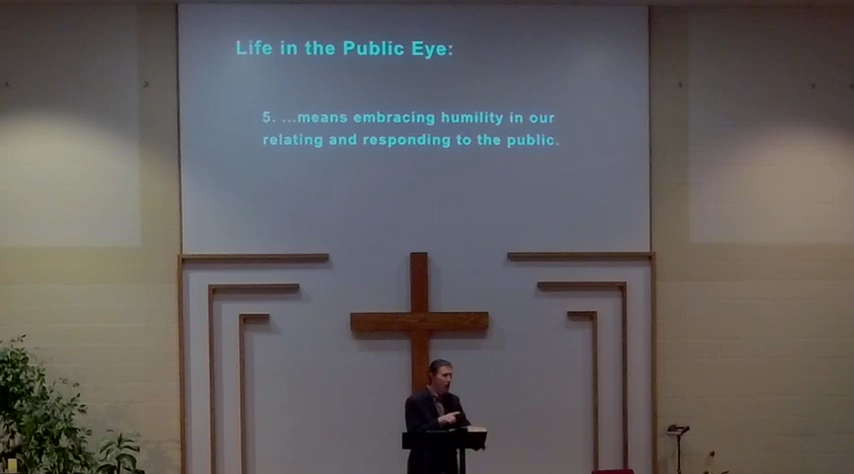 Life in the Public Eye:
5. ...means embracing humility in our
relating and responding to the public.